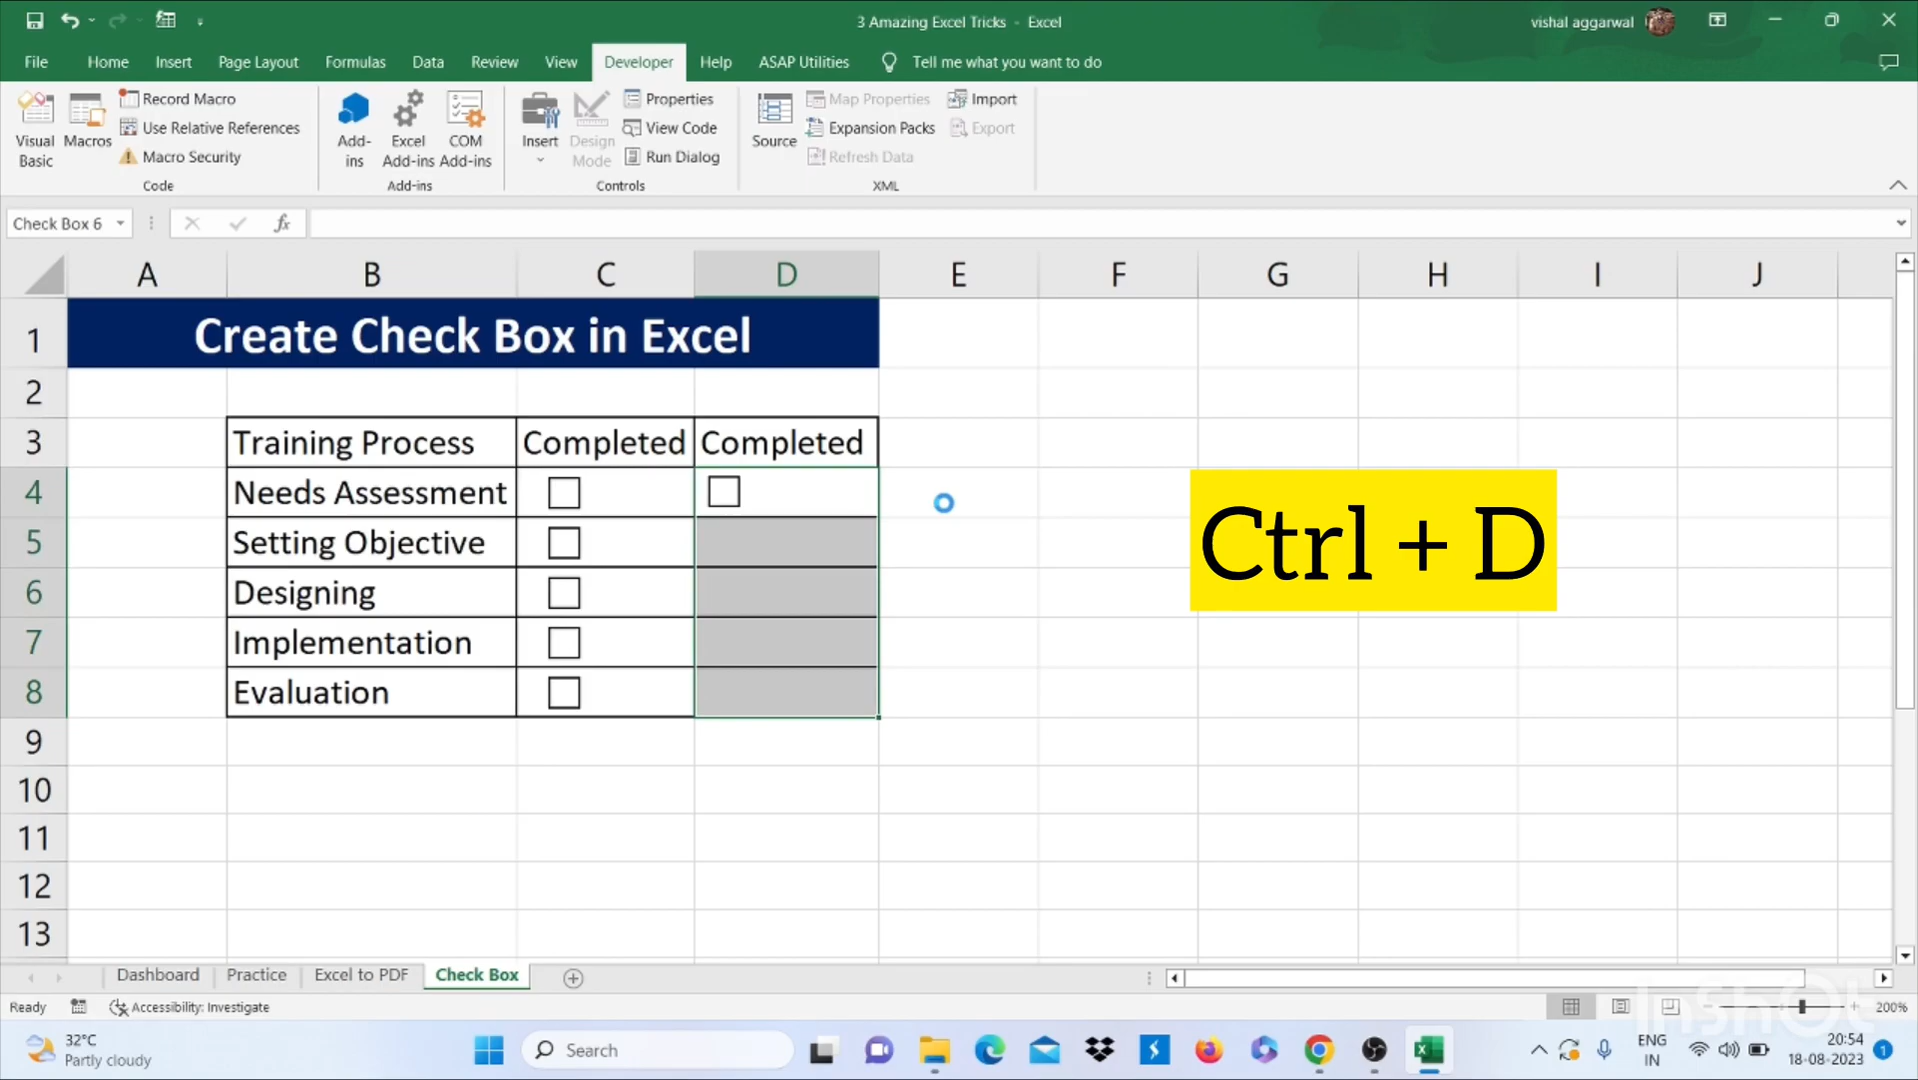 3 Amazing Excel Tricks - Excel
vishal aggarwal
File Home Insert Page Layout Formulas Data Review View Developer Help ASAP Utilities Tell me what you want to do
Visual Basic
Macros
Record Macro
Use Relative References
Macro Security
Code
Add-ins
Excel Add-ins
COM Add-ins
Add-ins
Insert
Design Mode
Properties
View Code
Run Dialog
Controls
Source
Map Properties
Expansion Packs
Refresh Data
Import
Export
XML
Check Box 6
fx
A B C D E F G H I J
1 Create Check Box in Excel
2
3 Training Process Completed Completed
4 Needs Assessment
5 Setting Objective
6 Designing
7 Implementation
8 Evaluation
9
10
11
12
13
Ctrl + D
Dashboard Practice Excel to PDF Check Box
Ready Accessibility: Investigate
200%
InShOt
32°C
Partly cloudy
Search
ENG
IN
20:54
18-08-2023
1